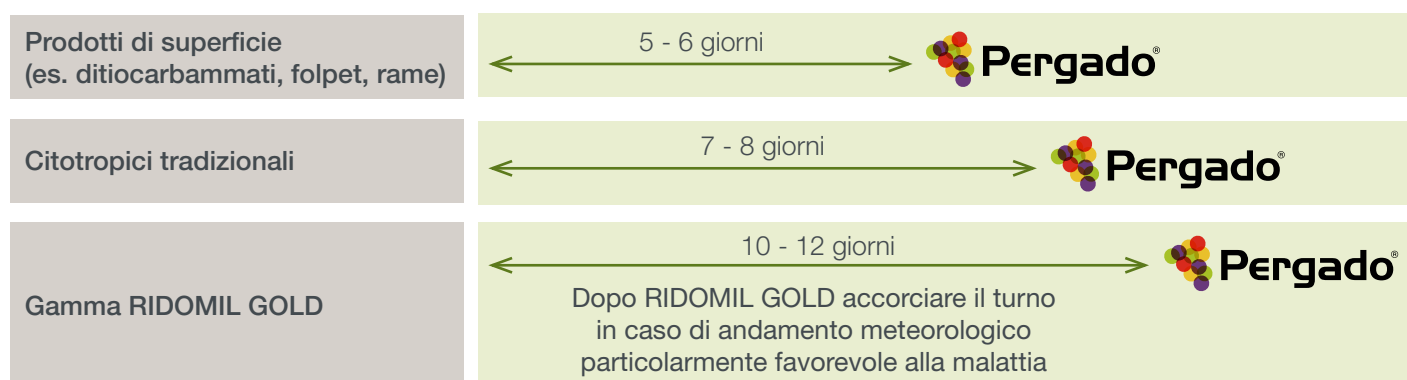 Prodotti di superficie
(es. ditiocarbammati, folpet, rame)
5 - 6 giorni
Pergado®
Citotropici tradizionali
7 - 8 giorni
Pergado®
Gamma RIDOMIL GOLD
10 - 12 giorni
Pergado®
Dopo RIDOMIL GOLD accorciare il turno
in caso di andamento meteorologico
particolarmente favorevole alla malattia